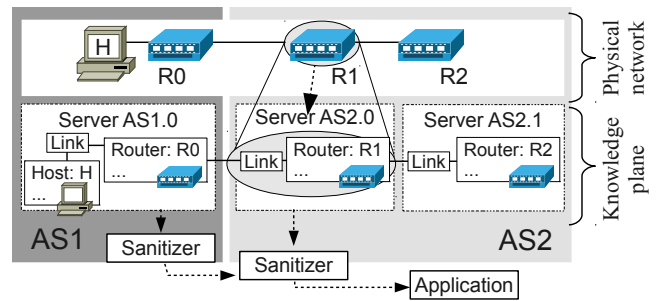 H
R0
R1
R2
Physical network
Server AS1.0
Server AS2.0
Server AS2.1
Link
Router: R0
...
Host: H
...
Link
Router: R1
...
Link
Router: R2
...
Knowledge plane
AS1
AS2
Sanitizer
Sanitizer
Application